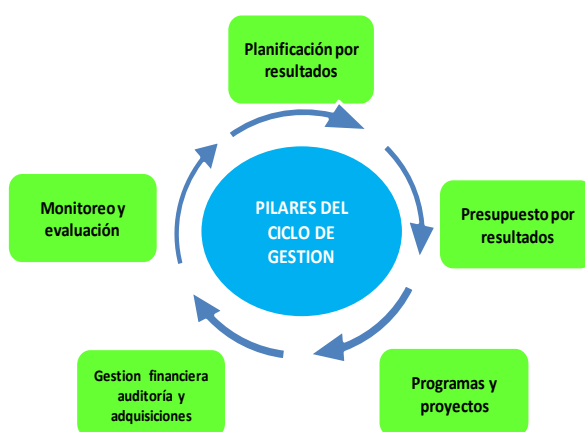 Planificación por
resultados
Monitoreo y
evaluación
PILARES DEL
CICLO DE
GESTION
Presupuesto por
resultados
Gestion financiera
auditoría y
adquisiciones
Programas y
proyectos